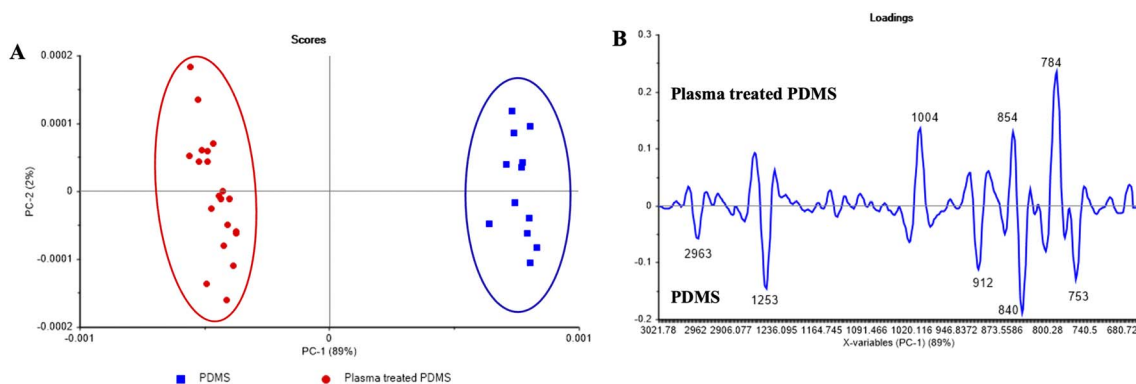 A
Scores
0.0002
0.0001
0
-0.0001
-0.0002
PC-2 (2%)
-0.001
0
0.001
PC-1 (89%)
PDMS
Plasma treated PDMS
B
Loadings
0.3
0.2
0.1
0
-0.1
-0.2
Plasma treated PDMS
PDMS
784
1004
854
2963
1253
912
840
753
3021.78 2962 2906.077 1236.095 1164.745 1091.466 1020.116 946.8372 873.5586 800.28 740.5 680.72
X-variables (PC-1) (89%)